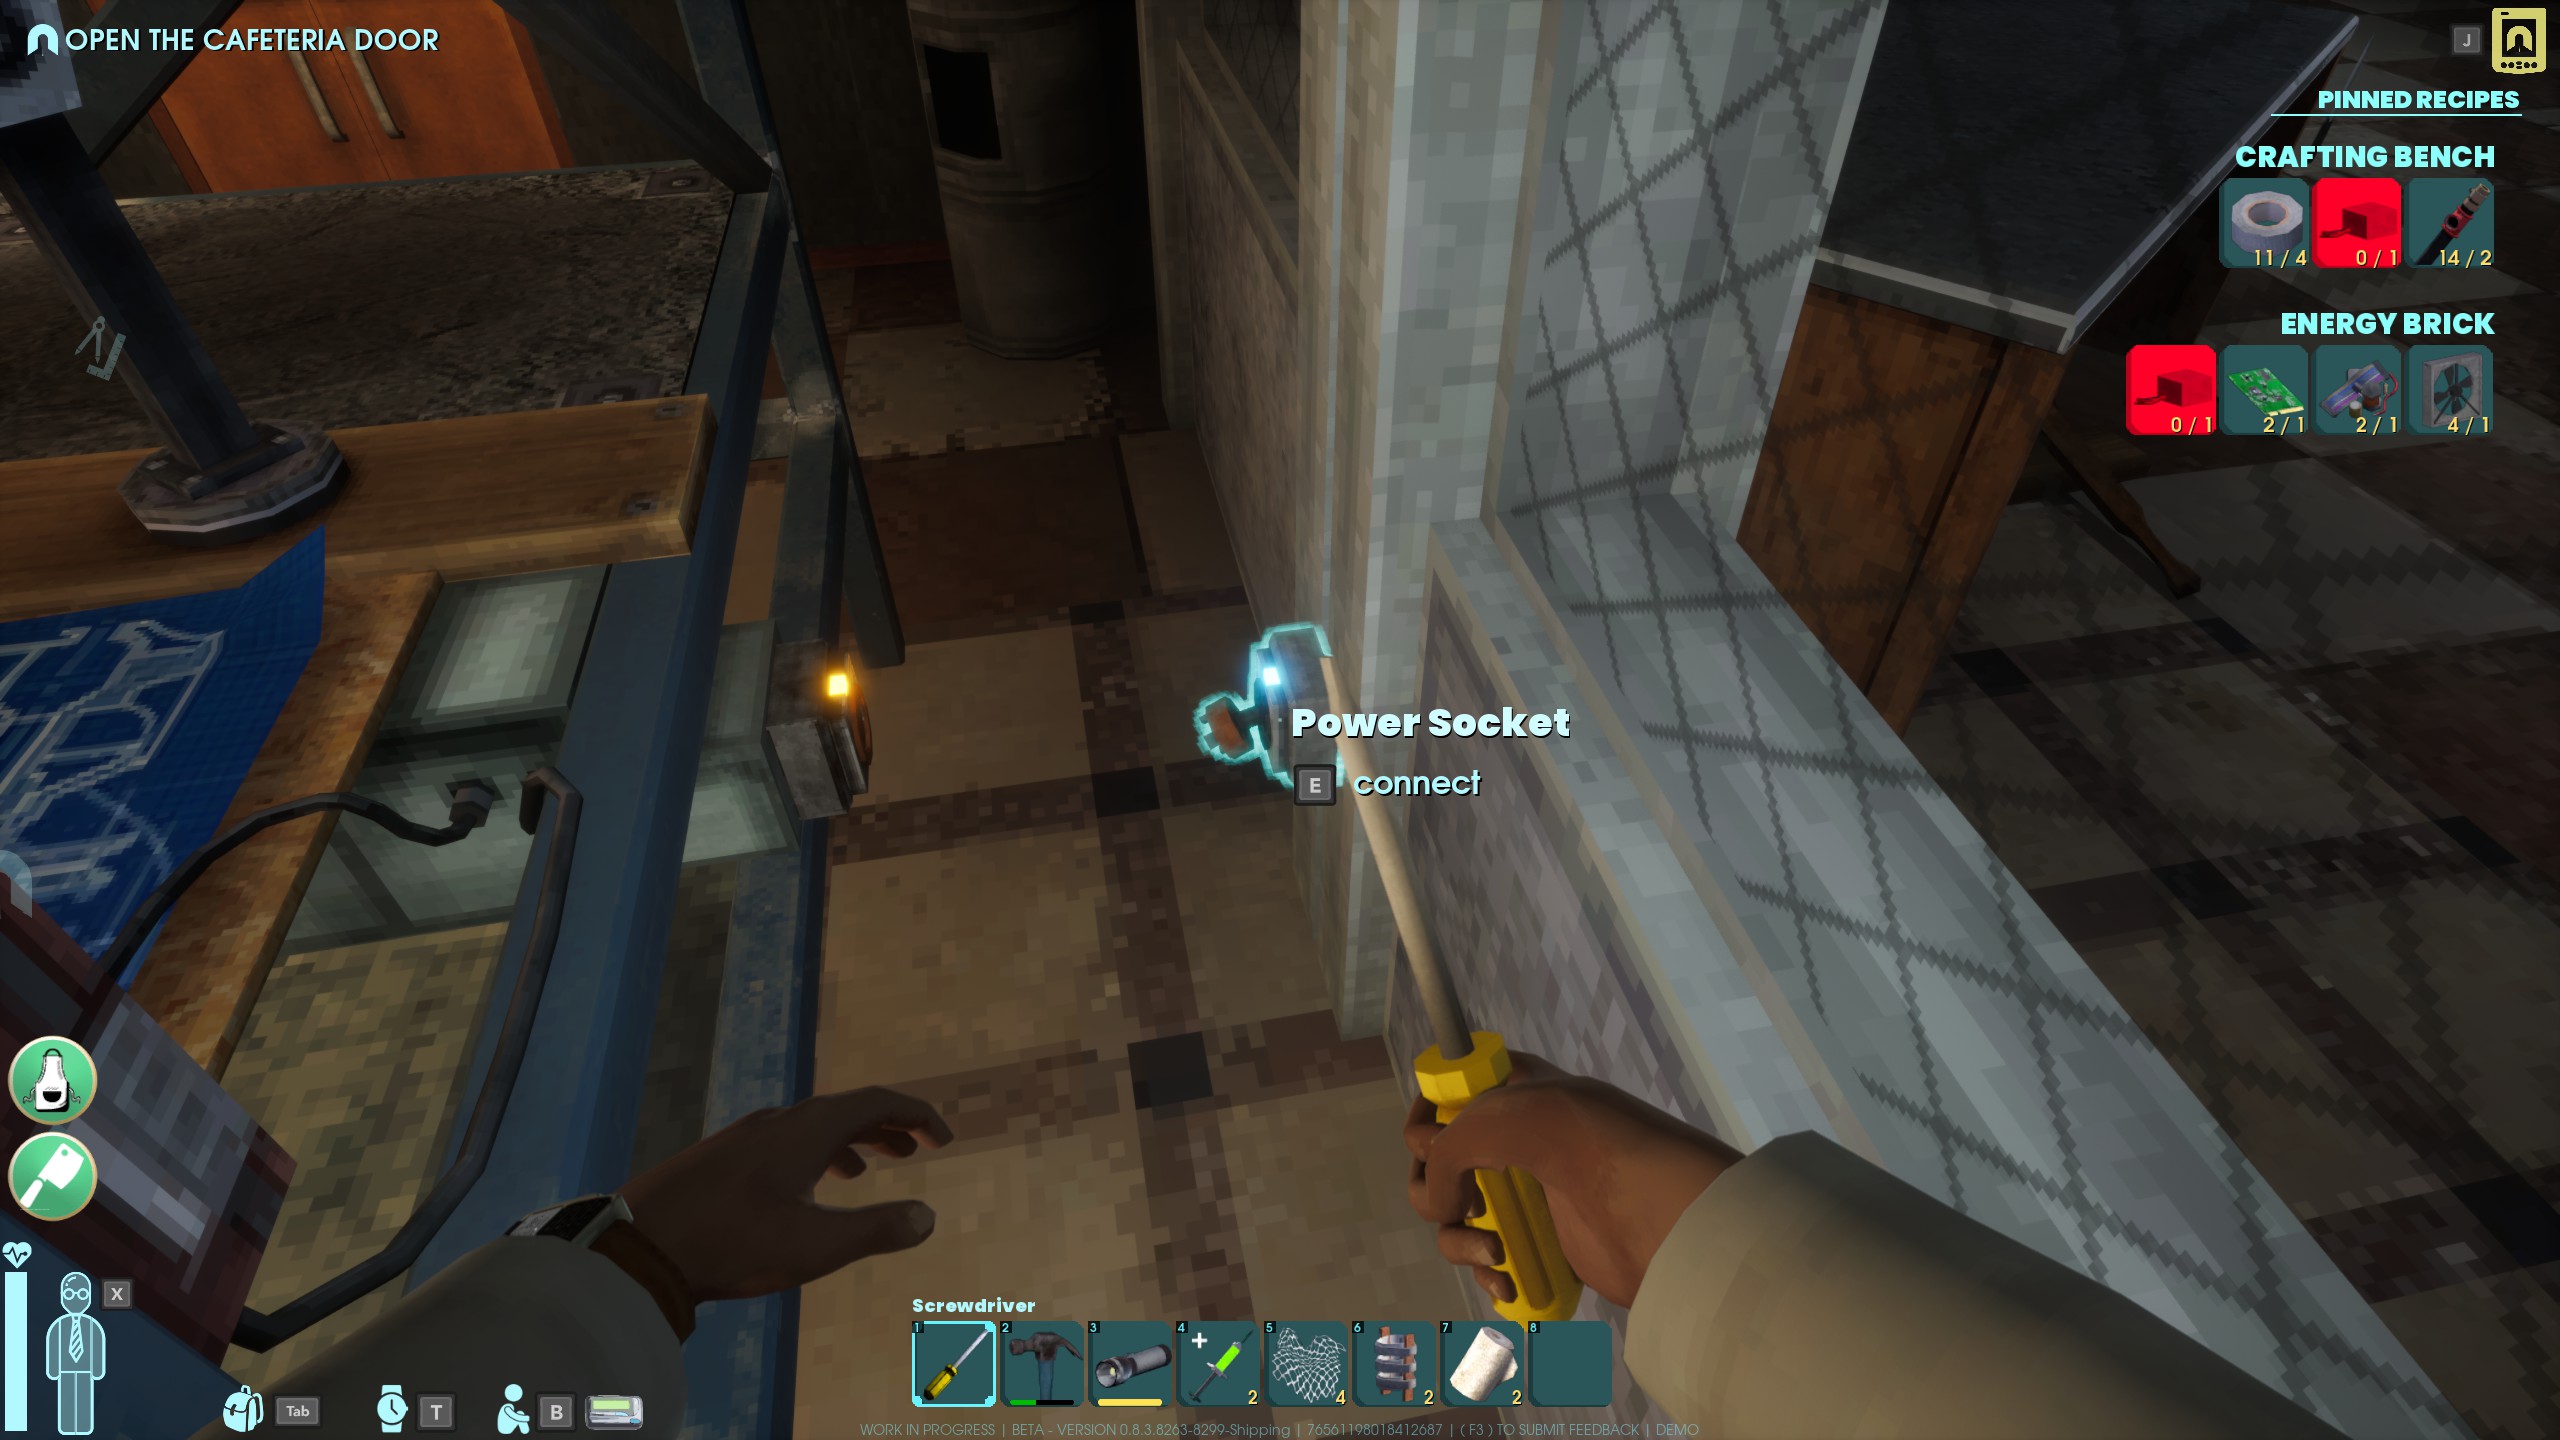 OPEN THE CAFETERIA DOOR
J
PINNED RECIPES
CRAFTING BENCH
11 / 4
0 / 1
14 / 2
ENERGY BRICK
0 / 1
2 / 1
2 / 1
4 / 1
Power Socket
E connect
X
Screwdriver
1 2 3 4 5 6 7 8
2 4 2 2
Tab T B
WORK IN PROGRESS | BETA - VERSION 0.8.3.8263-8299-Shipping | 76561198018412687 | ( F3 ) TO SUBMIT FEEDBACK | DEMO